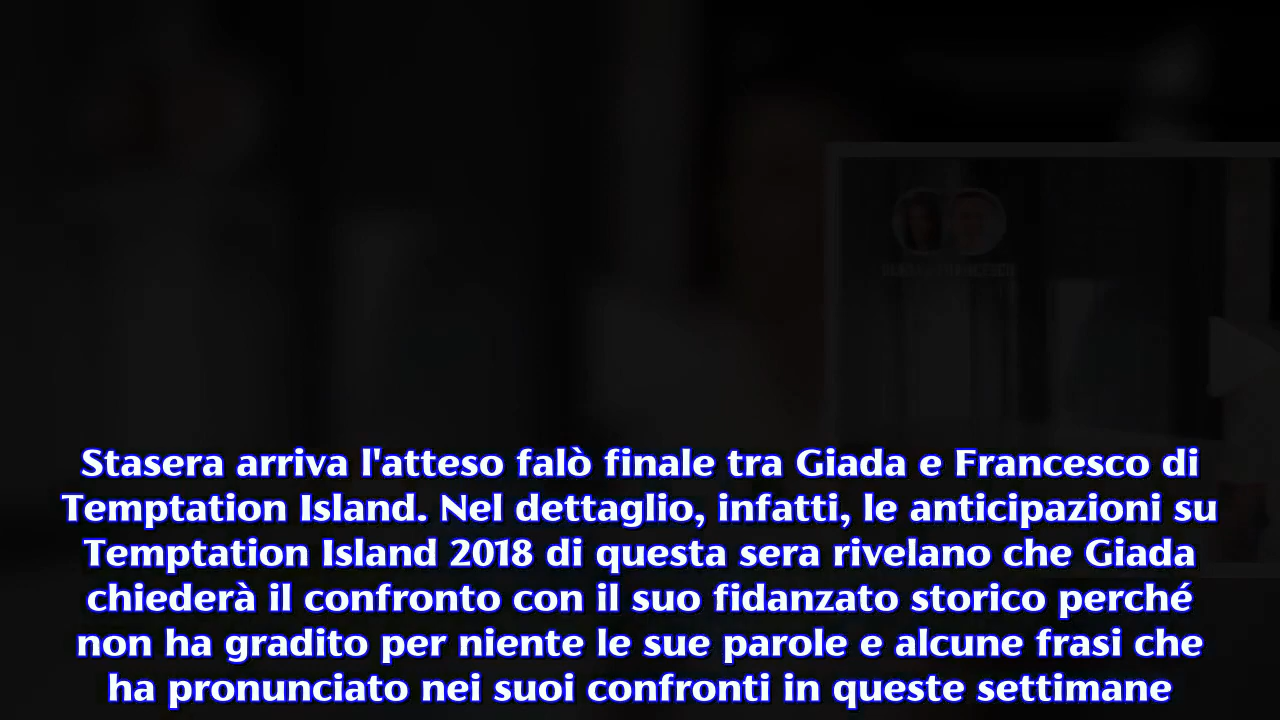 Stasera arriva l'atteso falò finale tra Giada e Francesco di
Temptation Island. Nel dettaglio, infatti, le anticipazioni su
Temptation Island 2018 di questa sera rivelano che Giada
chiederà il confronto con il suo fidanzato storico perché
non ha gradito per niente le sue parole e alcune frasi che
ha pronunciato nei suoi confronti in queste settimane